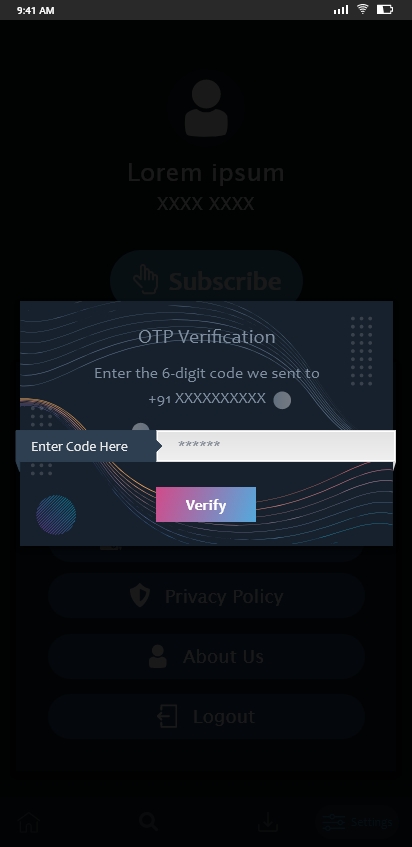 9:41 AM
Lorem ipsum
XXXX XXXX
Subscribe
OTP Verification
Enter the 6-digit code we sent to
+91 XXXXXXXXXX
Enter Code Here
******
Verify
Privacy Policy
About Us
Logout
Settings